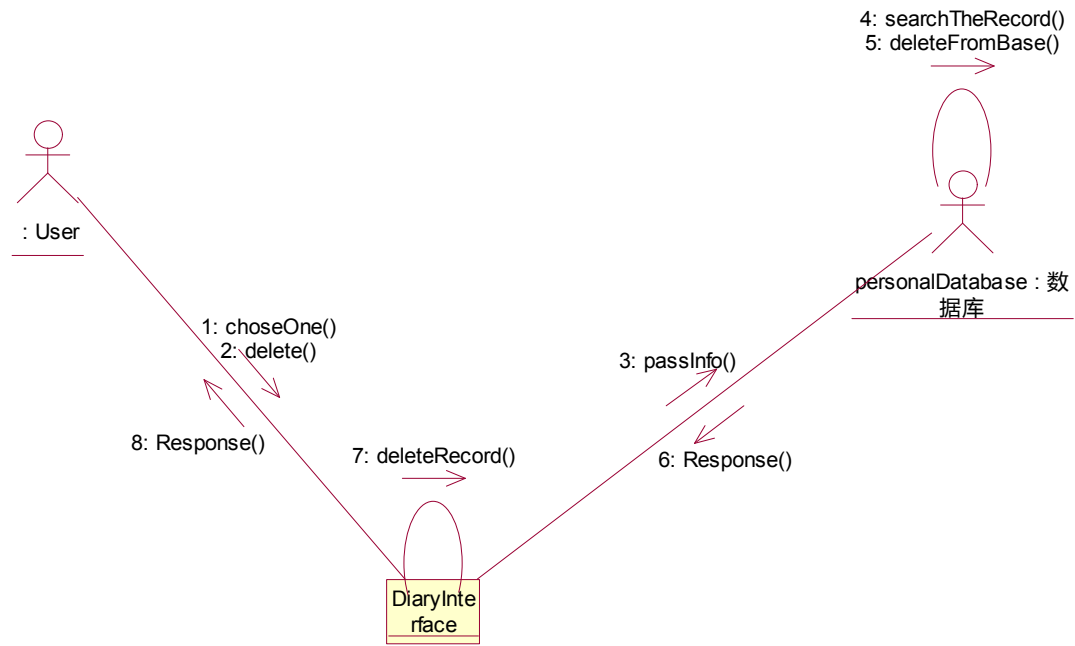 4: searchTheRecord()
5: deleteFromBase()
: User
personalDatabase : 数
据库
1: choseOne()
2: delete()
3: passInfo()
8: Response()
7: deleteRecord()
6: Response()
DiaryInte
rface